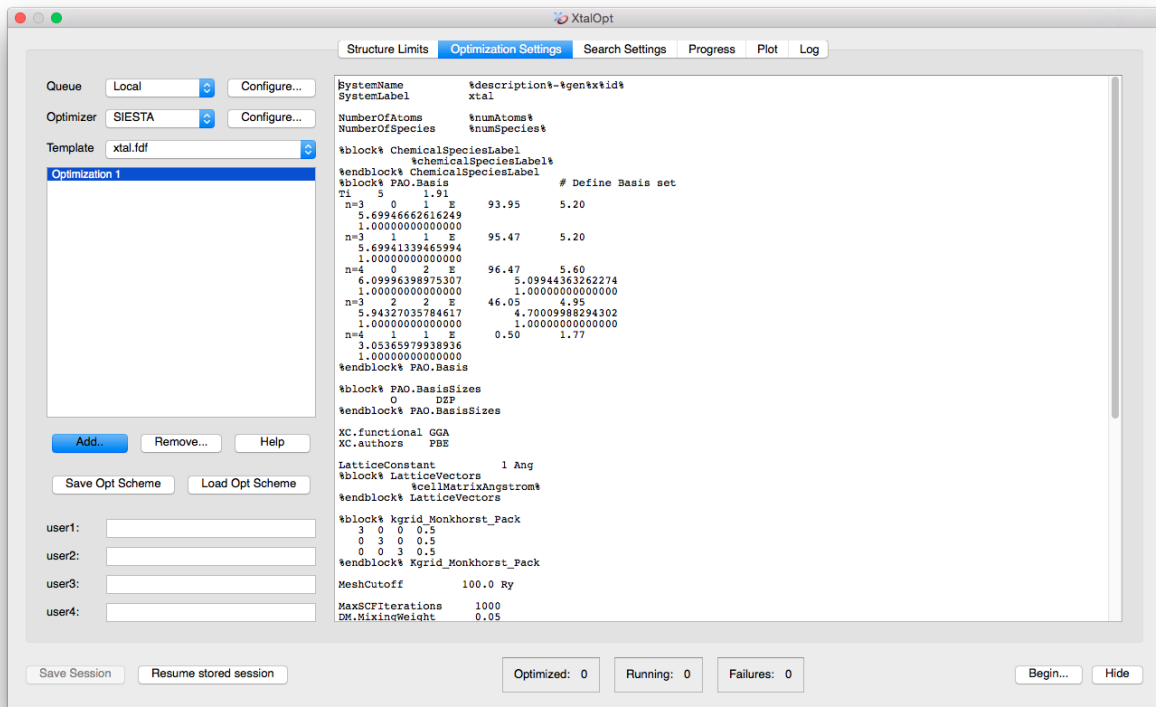 XtalOpt
Structure Limits Optimization Settings Search Settings Progress Plot Log
Queue Local Configure...
Optimizer SIESTA Configure...
Template xtal.fdf
Optimization 1
Add.. Remove... Help
Save Opt Scheme Load Opt Scheme
user1:
user2:
user3:
user4:
SystemName %description%-%gen%x%id%
SystemLabel xtal
NumberOfAtoms %numAtoms%
NumberOfSpecies %numSpecies%
%block% ChemicalSpeciesLabel
%chemicalSpeciesLabel%
%endblock% ChemicalSpeciesLabel
%block% PAO.Basis # Define Basis set
Ti 5 1.91
n=3 0 1 E 93.95 5.20
5.69946662616249
1.00000000000000
n=3 1 1 E 95.47 5.20
5.69941339465994
1.00000000000000
n=4 0 2 E 96.47 5.60
6.09996398975307 5.09944363262274
1.00000000000000 1.00000000000000
n=3 2 2 E 46.05 4.95
5.94327035784617 4.70009988294302
1.00000000000000 1.00000000000000
n=4 1 1 E 0.50 1.77
3.05365979938936
1.00000000000000
%endblock% PAO.Basis
%block% PAO.BasisSizes
O DZP
%endblock% PAO.BasisSizes
XC.functional GGA
XC.authors PBE
LatticeConstant 1 Ang
%block% LatticeVectors
%cellMatrixAngstrom%
%endblock% LatticeVectors
%block% kgrid_Monkhorst_Pack
3 0 0 0.5
0 3 0 0.5
0 0 3 0.5
%endblock% Kgrid_Monkhorst_Pack
MeshCutoff 100.0 Ry
MaxSCFIterations 1000
DM.MixingWeight 0.05
Save Session Resume stored session Optimized: 0 Running: 0 Failures: 0 Begin... Hide